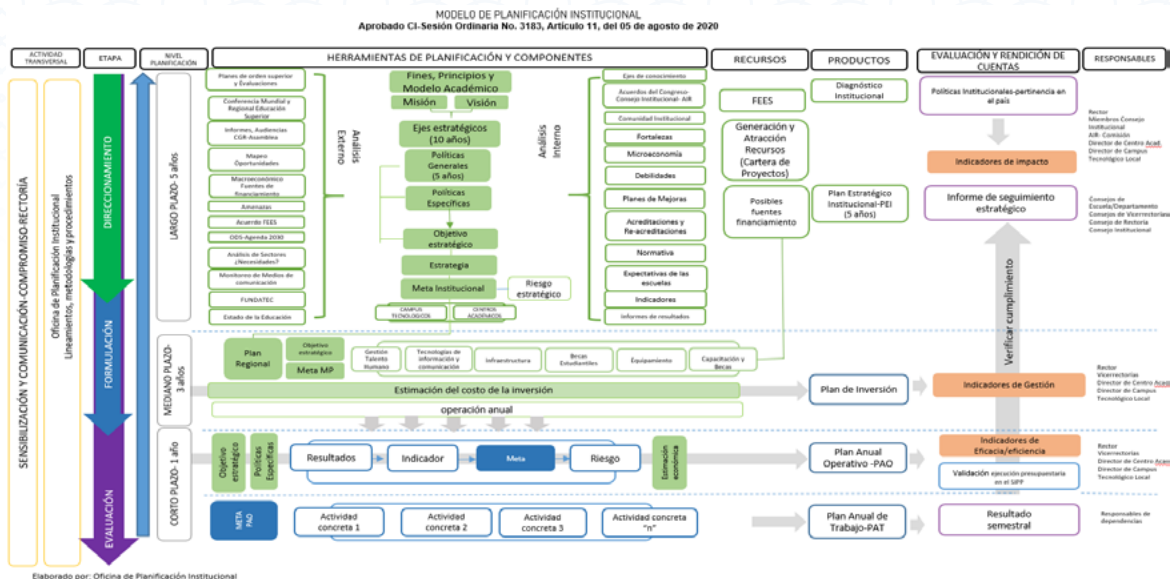 MODELO DE PLANIFICACIÓN INSTITUCIONAL
Aprobado CI-Sesión Ordinaria No. 3183, Artículo 11, del 05 de agosto de 2020
ACTIVIDAD
TRANSVERSAL
ETAPA
NIVEL
PLANIFICACIÓN
HERRAMIENTAS DE PLANIFICACIÓN Y COMPONENTES
RECURSOS
PRODUCTOS
EVALUACIÓN Y RENDICIÓN DE
CUENTAS
RESPONSABLES
SENSIBILIZACIÓN Y COMUNICACIÓN-COMPROMISO-RECTORÍA
Oficina de Planificación Institucional
Lineamientos, metodologías y procedimientos
DIRECCIONAMIENTO
FORMULACIÓN
EVALUACIÓN
LARGO PLAZO- 5 años
MEDIANO PLAZO-
3 años
CORTO PLAZO- 1 año
Planes de orden superior
y Evaluaciones
Conferencia Mundial y
Regional Educación
Superior
Informes, Audiencias
CGR-Asamblea
Mapeo
Oportunidades
Macroeconómico
Fuentes de
financiamiento
Amenazas
Acuerdo FEES
ODS-Agenda 2030
Análisis de Sectores
¿Necesidades?
Monitoreo de Medios de
comunicación
FUNDATEC
Estado de la Educación
Análisis
Externo
Fines, Principios y
Modelo Académico
Misión
Visión
Ejes estratégicos
(10 años)
Políticas
Generales
(5 años)
Políticas
Específicas
Objetivo
estratégico
Estrategia
Meta Institucional
Riesgo
estratégico
CAMPUS
TECNOLOGICOS
CENTROS
ACADÉMICOS
Análisis
Interno
Ejes de conocimiento
Acuerdos del Congreso-
Consejo Institucional- AIR
Comunidad Institucional
Fortalezas
Microeconomía
Debilidades
Planes de Mejoras
Acreditaciones y
Re-acreditaciones
Normativa
Expectativas de las
escuelas
Indicadores
Informes de resultados
FEES
Generación y
Atracción
Recursos
(Cartera de
Proyectos)
Posibles
fuentes
financiamiento
Diagnóstico
Institucional
Plan Estratégico
Institucional-PEI
(5 años)
Políticas Institucionales-pertinencia en
el país
Indicadores de impacto
Informe de seguimiento
estratégico
Verificar cumplimiento
Rector
Miembros Consejo
Institucional
AIR- Comisión
Director de Centro Acad.
Director de Campus
Tecnológico Local
Consejos de
Escuela/Departamento
Consejos de Vicerrectorías
Consejo de Rectoría
Consejo Institucional
Plan
Regional
Objetivo
estratégico
Meta MP
Gestión
Talento
Humano
Tecnologías de
información y
comunicación
Infraestructura
Becas
Estudiantiles
Equipamiento
Capacitación y
Becas
Estimación del costo de la inversión
operación anual
Plan de Inversión
Indicadores de Gestión
Rector
Vicerrectorías
Director de Centro Acad.
Director de Campus
Tecnológico Local
Objetivo
estratégico
Políticas
Específicas
Resultados
Indicador
Meta
Riesgo
Estimación
económica
Plan Anual
Operativo -PAO
Indicadores de
Eficacia/eficiencia
Validación ejecución presupuestaria
en el SIPP
Rector
Vicerrectorías
Director de Centro Acad.
Director de Campus
Tecnológico Local
META
PAO
Actividad
concreta 1
Actividad
concreta 2
Actividad
concreta 3
Actividad concreta
"n"
Plan Anual de
Trabajo-PAT
Resultado
semestral
Responsables de
dependencias
Elaborado por: Oficina de Planificación Institucional